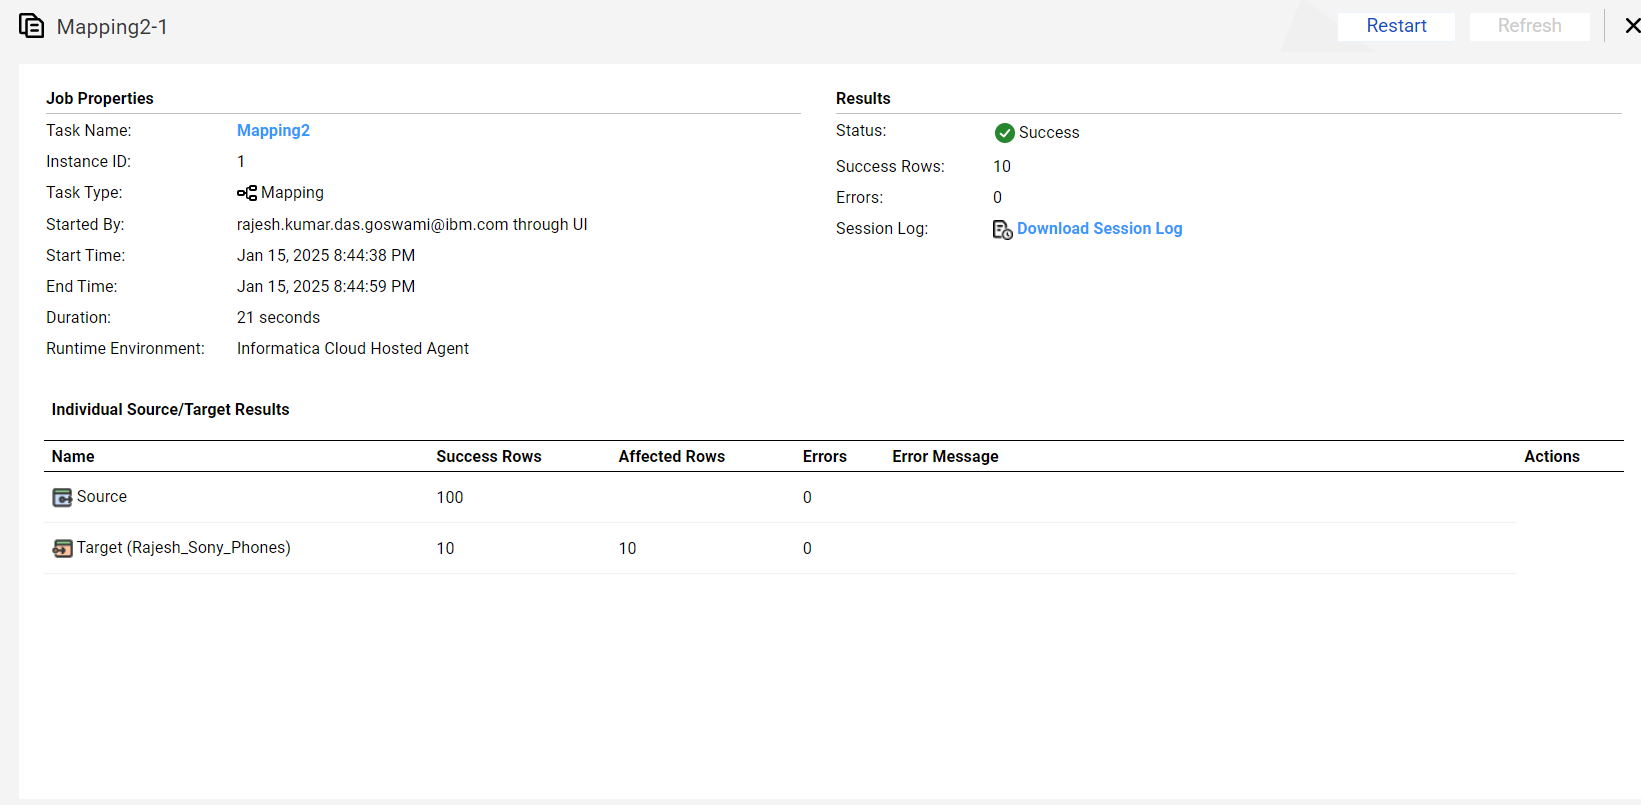 Mapping2-1
Restart
Refresh
Job Properties
Task Name: Mapping2
Instance ID: 1
Task Type: Mapping
Started By: rajesh.kumar.das.goswami@ibm.com through UI
Start Time: Jan 15, 2025 8:44:38 PM
End Time: Jan 15, 2025 8:44:59 PM
Duration: 21 seconds
Runtime Environment: Informatica Cloud Hosted Agent
Results
Status: Success
Success Rows: 10
Errors: 0
Session Log: Download Session Log
Individual Source/Target Results
Name Success Rows Affected Rows Errors Error Message Actions
Source 100 0
Target (Rajesh_Sony_Phones) 10 10 0